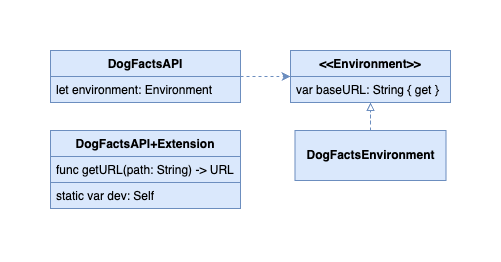 DogFactsAPI
let environment: Environment
<<Environment>>
var baseURL: String { get }
DogFactsAPI+Extension
func getURL(path: String) -> URL
static var dev: Self
DogFactsEnvironment